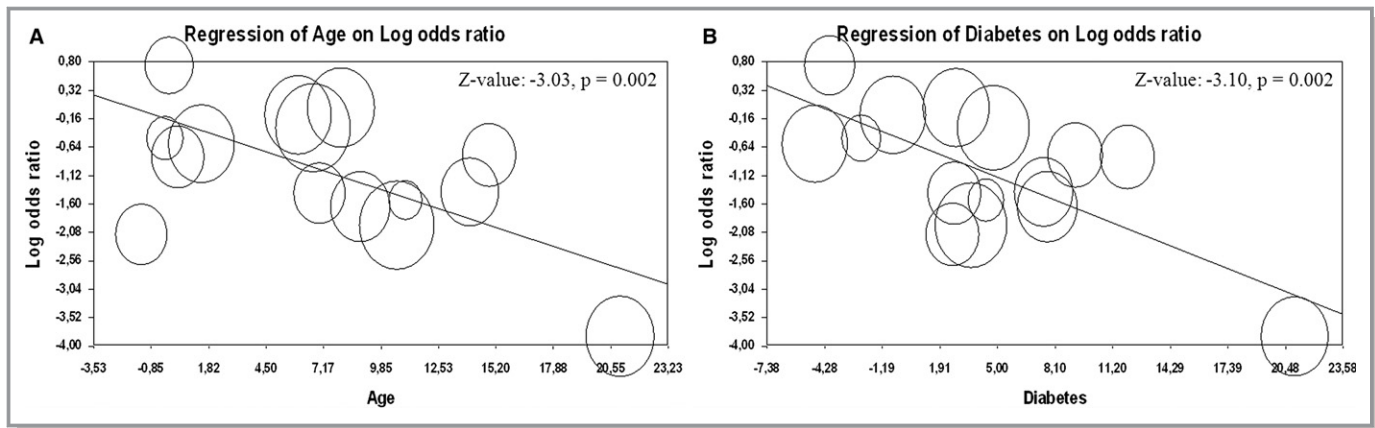 A
Regression of Age on Log odds ratio
Z-value: -3.03, p = 0.002
Log odds ratio
0,80
0,32
-0,16
-0,64
-1,12
-1,60
-2,08
-2,56
-3,04
-3,52
-4,00
-3,53 -0,85 1,82 4,50 7,17 9,85 12,53 15,20 17,88 20,55 23,23
Age
B
Regression of Diabetes on Log odds ratio
Z-value: -3.10, p = 0.002
Log odds ratio
0,80
0,32
-0,16
-0,64
-1,12
-1,60
-2,08
-2,56
-3,04
-3,52
-4,00
-7,38 -4,28 -1,19 1,91 5,00 8,10 11,20 14,29 17,39 20,48 23,58
Diabetes